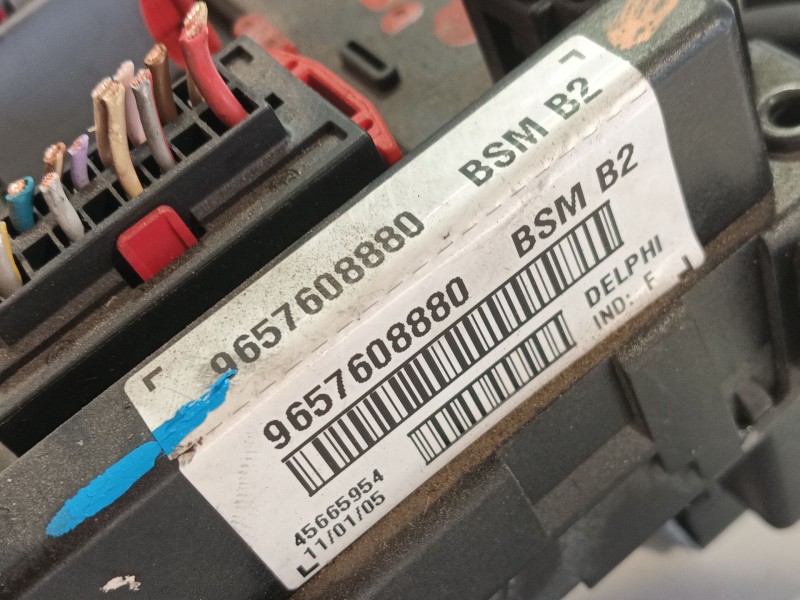 9657608880 BSM B2
9657608880 BSM B2
DELPHI
IND: F
45665954
11/01/05